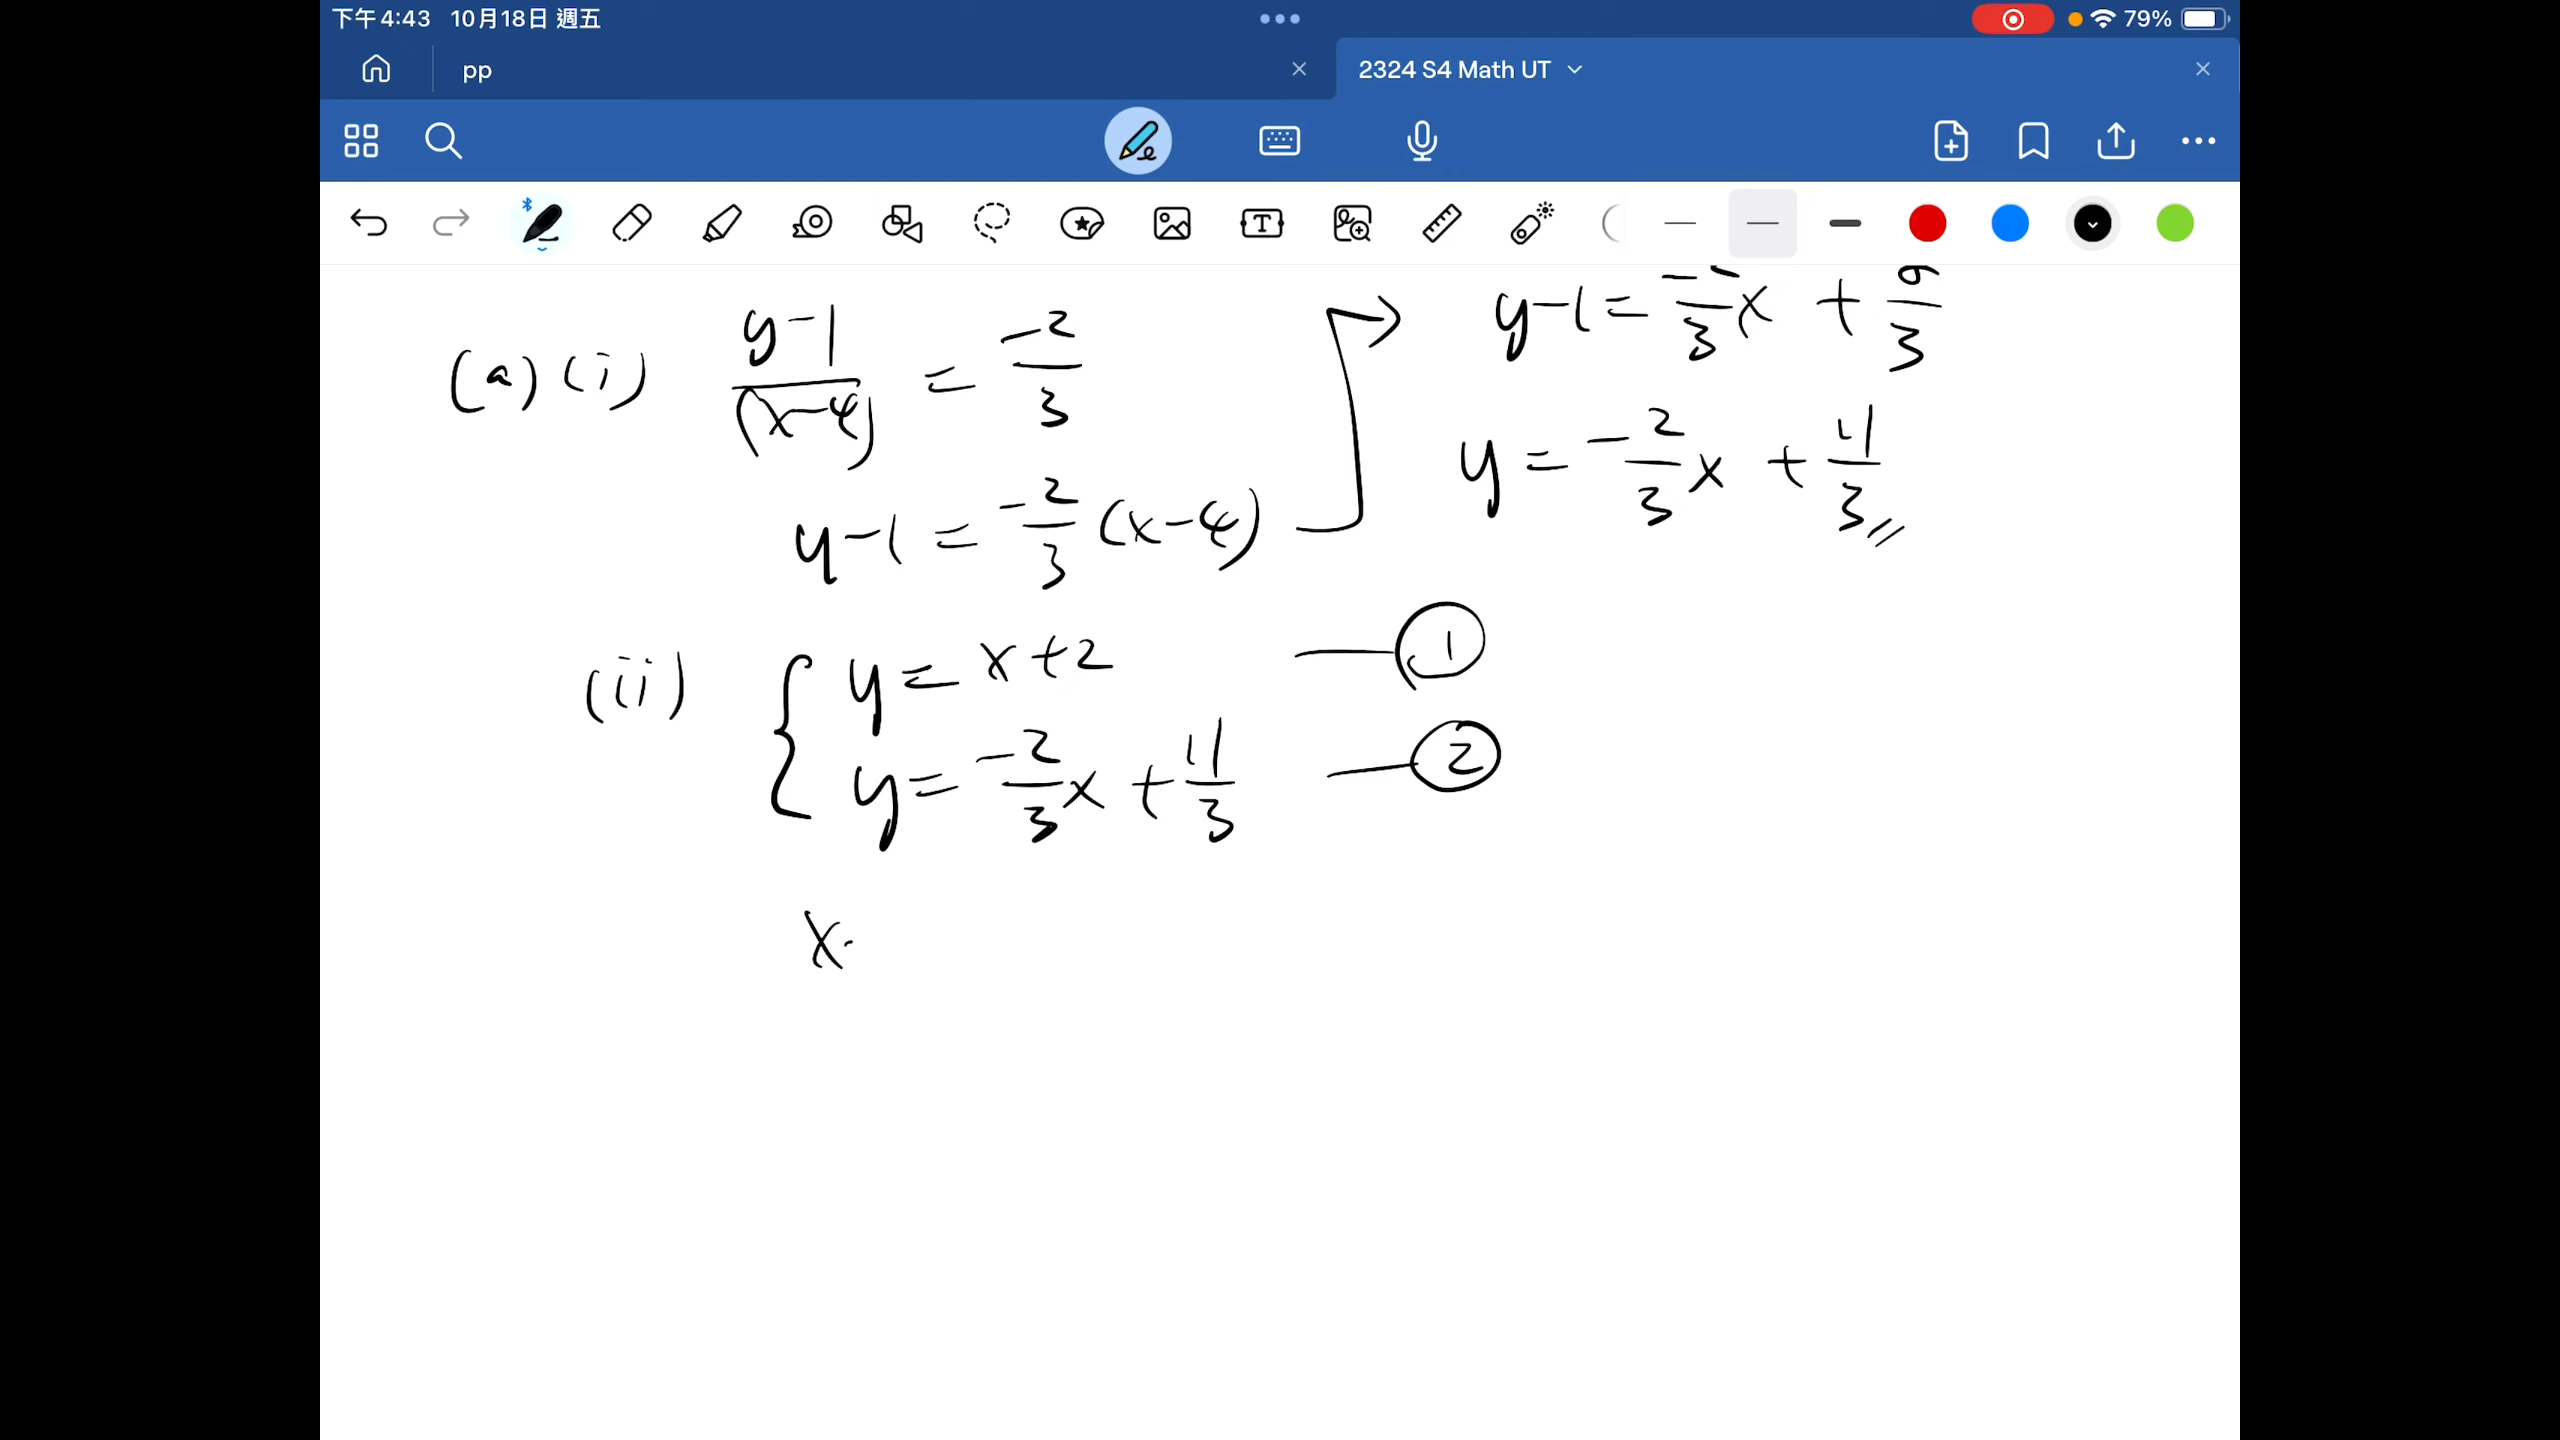 下午4:43 10月18日 週五
79%
pp
2324 S4 Math UT
(a) (i) (y-1)/(x-4) = -2/3
y-1 = -2/3 (x-4)
y-1 = -2/3 x + 8/3
y = -2/3 x + 11/3
(ii) { y = x+2 — ①
y = -2/3 x + 11/3 — ②
x